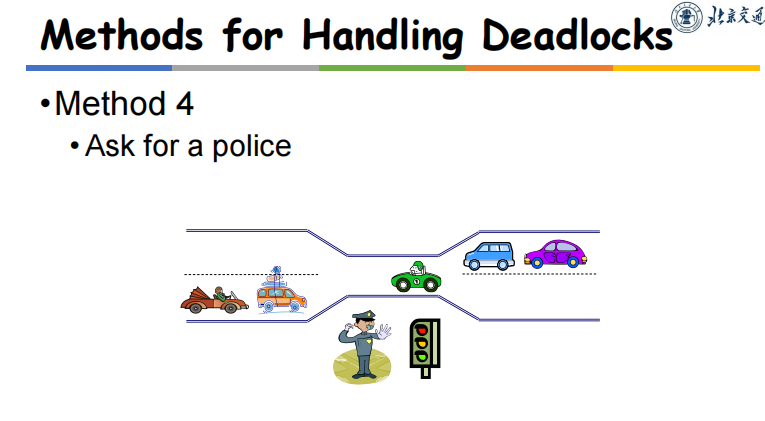 Methods for Handling Deadlocks
北京交通
•Method 4
• Ask for a police